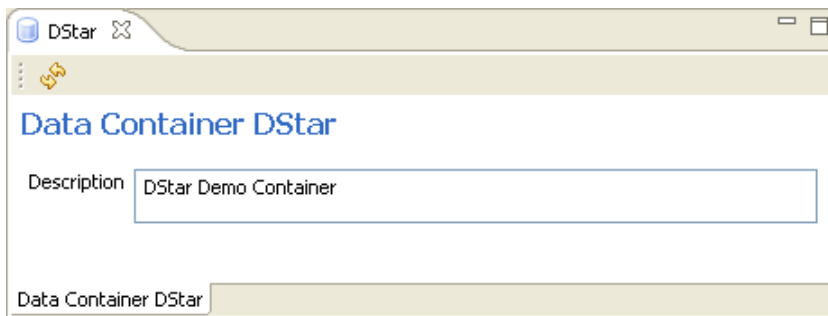 DStar
Data Container DStar
Description
DStar Demo Container
Data Container DStar